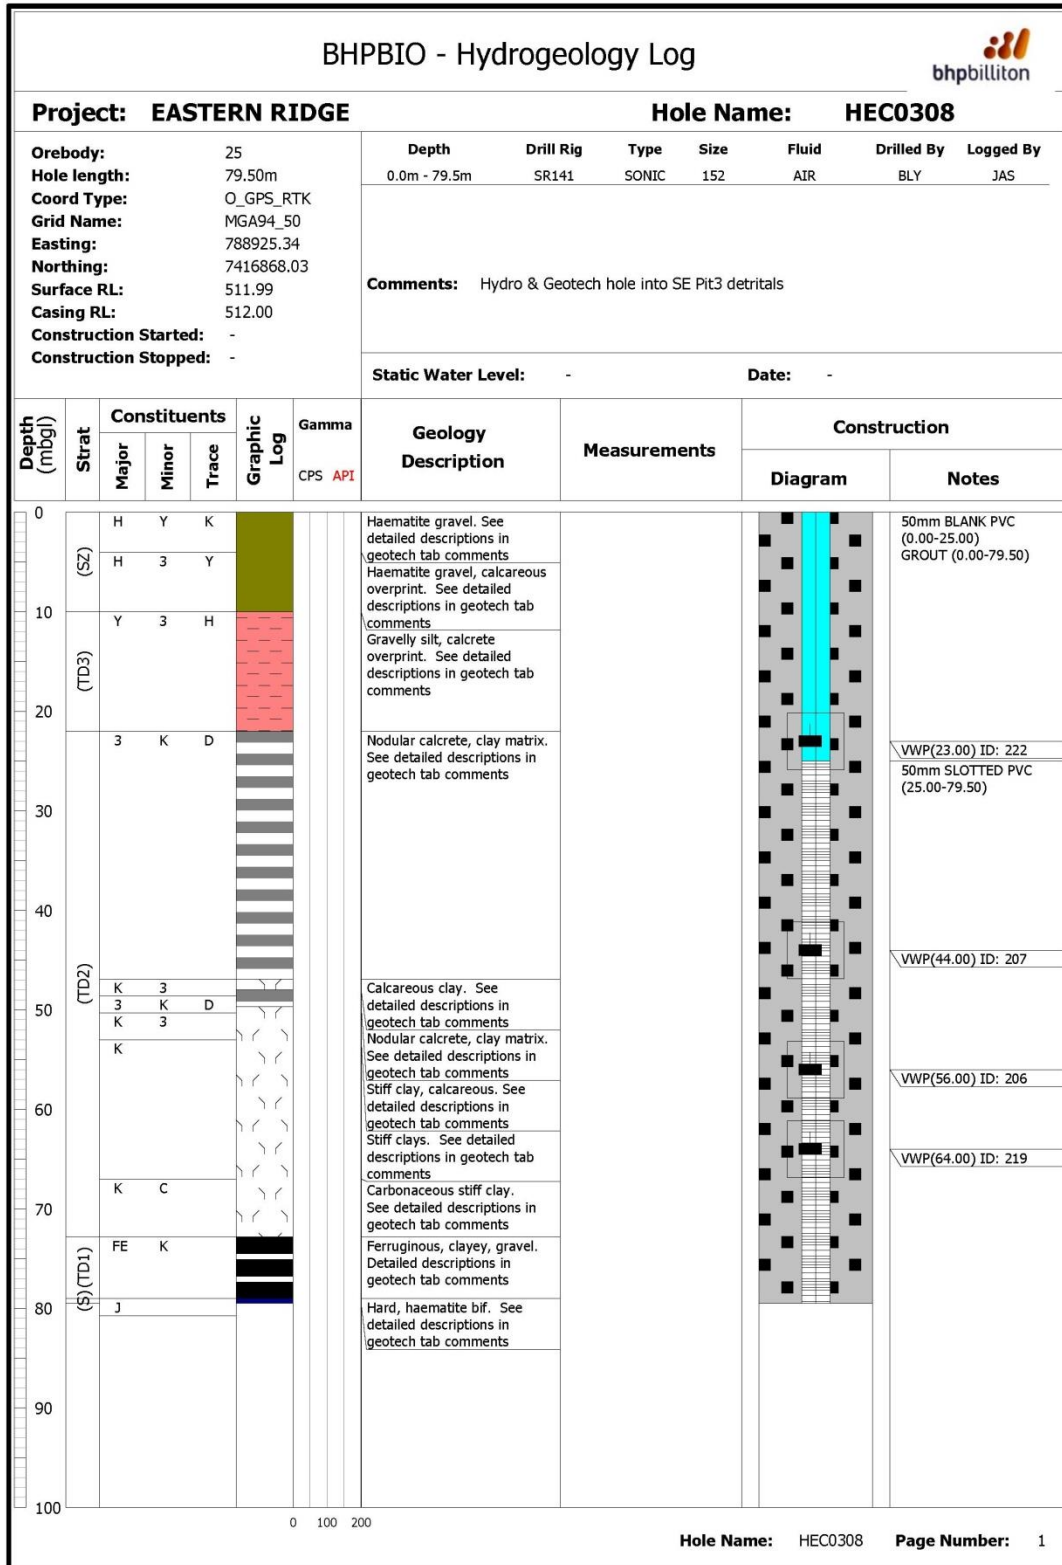 BHPBIO - Hydrogeology Log
bhpbilliton
Project: EASTERN RIDGE
Hole Name: HEC0308
Orebody: 25
Hole length: 79.50m
Coord Type: O_GPS_RTK
Grid Name: MGA94_50
Easting: 788925.34
Northing: 7416868.03
Surface RL: 511.99
Casing RL: 512.00
Construction Started: -
Construction Stopped: -
Depth Drill Rig Type Size Fluid Drilled By Logged By
0.0m - 79.5m SR141 SONIC 152 AIR BLY JAS
Comments: Hydro & Geotech hole into SE Pit3 detritals
Static Water Level: - Date: -
Depth
(mbgl)
Strat
Constituents
Major
Minor
Trace
Graphic
Log
Gamma
CPS API
Geology
Description
Measurements
Construction
Diagram
Notes
0
10
20
30
40
50
60
70
80
90
100
(SZ)
(TD3)
(TD2)
(TD1)
(S)
H Y K
H 3 Y
Y 3 H
3 K D
K 3
3 K D
K 3
K
K C
FE K
J
Haematite gravel. See
detailed descriptions in
geotech tab comments
Haematite gravel, calcareous
overprint. See detailed
descriptions in geotech tab
comments
Gravelly silt, calcrete
overprint. See detailed
descriptions in geotech tab
comments
Nodular calcrete, clay matrix.
See detailed descriptions in
geotech tab comments
Calcareous clay. See
detailed descriptions in
geotech tab comments
Nodular calcrete, clay matrix.
See detailed descriptions in
geotech tab comments
Stiff clay, calcareous. See
detailed descriptions in
geotech tab comments
Stiff clays. See detailed
descriptions in geotech tab
comments
Carbonaceous stiff clay.
See detailed descriptions in
geotech tab comments
Ferruginous, clayey, gravel.
Detailed descriptions in
geotech tab comments
Hard, haematite bif. See
detailed descriptions in
geotech tab comments
50mm BLANK PVC
(0.00-25.00)
GROUT (0.00-79.50)
VWP(23.00) ID: 222
50mm SLOTTED PVC
(25.00-79.50)
VWP(44.00) ID: 207
VWP(56.00) ID: 206
VWP(64.00) ID: 219
0 100 200
Hole Name: HEC0308 Page Number: 1